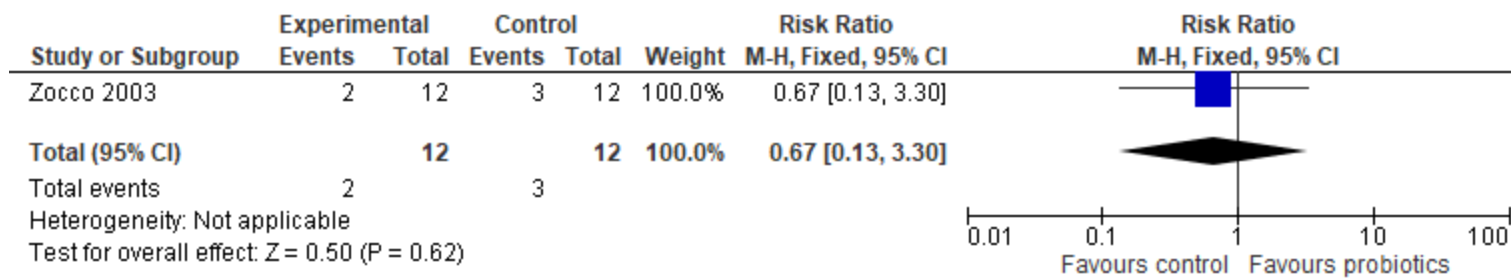 Experimental Control Risk Ratio Risk Ratio
Study or Subgroup Events Total Events Total Weight M-H, Fixed, 95% CI M-H, Fixed, 95% CI
Zocco 2003 2 12 3 12 100.0% 0.67 [0.13, 3.30]
Total (95% CI) 12 12 100.0% 0.67 [0.13, 3.30]
Total events 2 3
Heterogeneity: Not applicable
Test for overall effect: Z = 0.50 (P = 0.62)
0.01 0.1 1 10 100
Favours control Favours probiotics